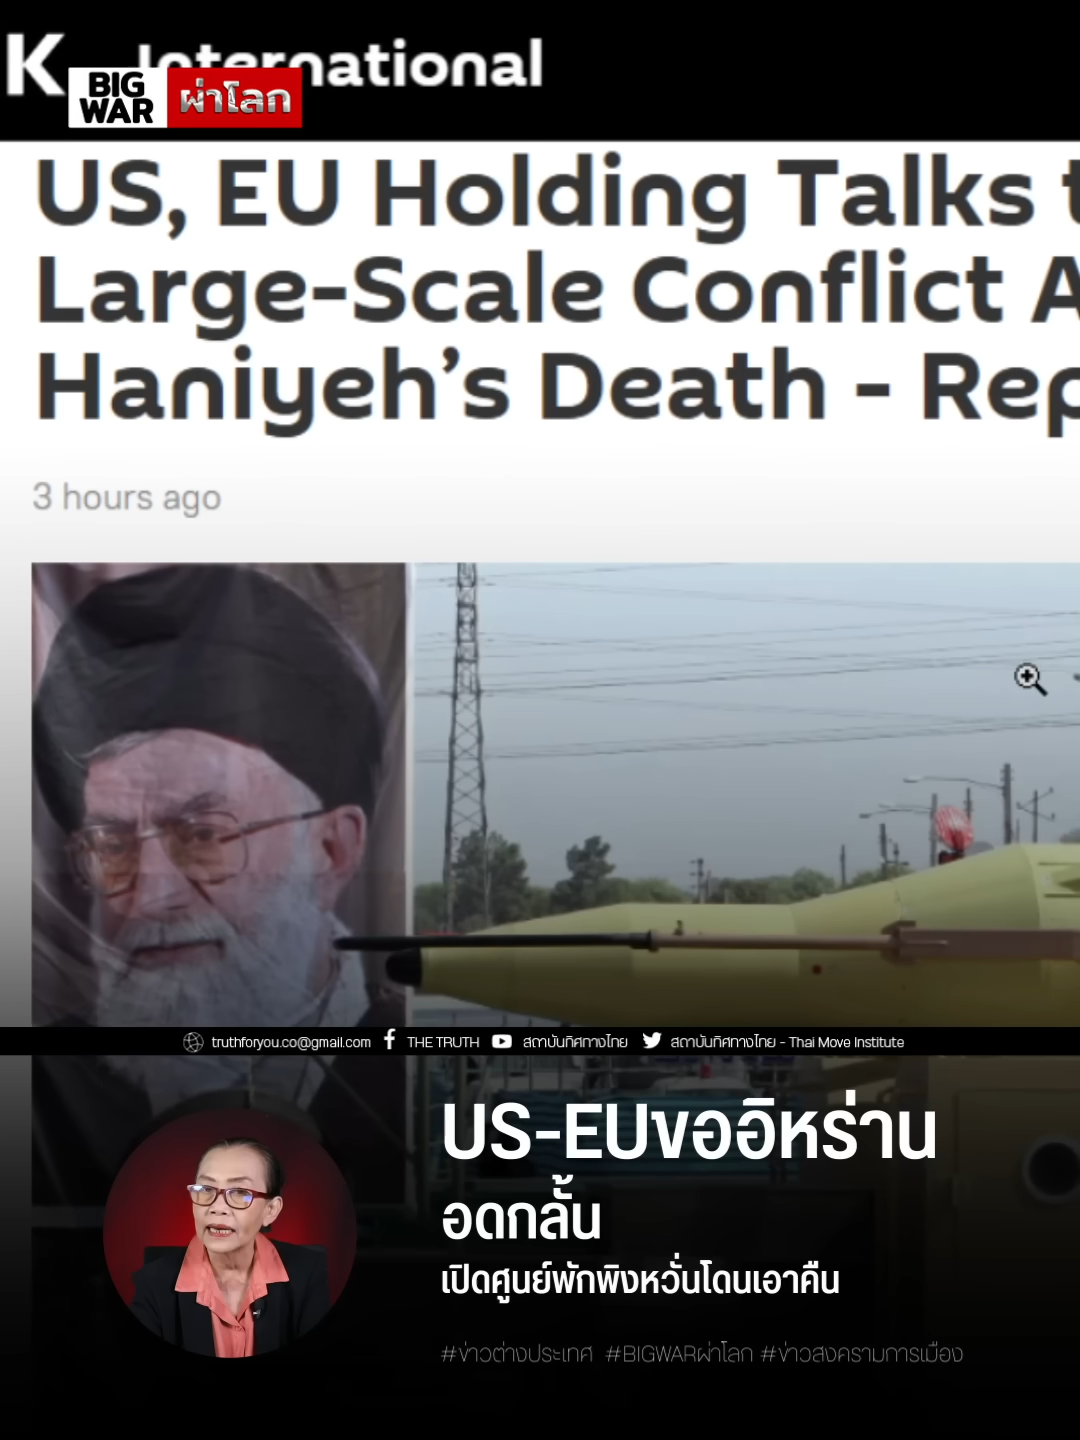 K International
BIG
WAR
ผ่าโลก
US, EU Holding Talks t
Large-Scale Conflict A
Haniyeh’s Death - Rep
3 hours ago
truthforyou.co@gmail.com THE TRUTH สถาบันทิศทางไทย สถาบันทิศทางไทย - Thai Move Institute
US-EUขออิหร่าน
อดกลั้น
เปิดศูนย์พักพิงหวั่นโดนเอาคืน
#ข่าวต่างประเทศ #BIGWARผ่าโลก #ข่าวสงครามการเมือง